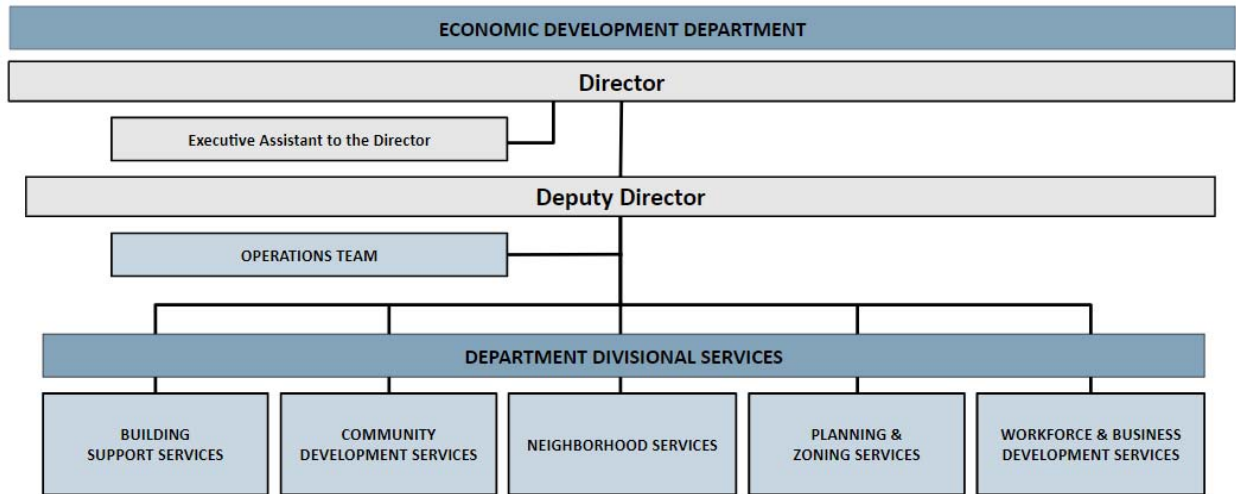 ECONOMIC DEVELOPMENT DEPARTMENT
Director
Executive Assistant to the Director
Deputy Director
OPERATIONS TEAM
DEPARTMENT DIVISIONAL SERVICES
BUILDING
SUPPORT SERVICES
COMMUNITY
DEVELOPMENT SERVICES
NEIGHBORHOOD SERVICES
PLANNING &
ZONING SERVICES
WORKFORCE & BUSINESS
DEVELOPMENT SERVICES